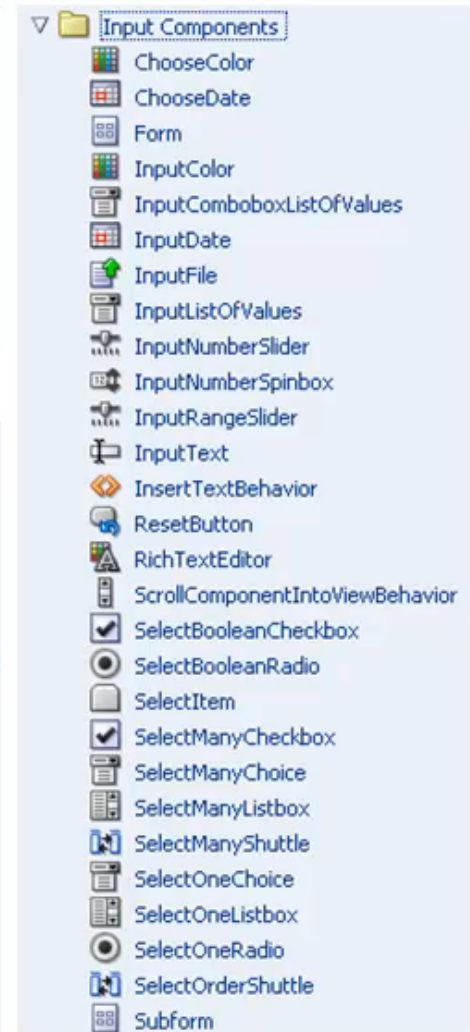 Input Components
ChooseColor
ChooseDate
Form
InputColor
InputComboboxListOfValues
InputDate
InputFile
InputListOfValues
InputNumberSlider
InputNumberSpinbox
InputRangeSlider
InputText
InsertTextBehavior
ResetButton
RichTextEditor
ScrollComponentIntoViewBehavior
SelectBooleanCheckbox
SelectBooleanRadio
SelectItem
SelectManyCheckbox
SelectManyChoice
SelectManyListbox
SelectManyShuttle
SelectOneChoice
SelectOneListbox
SelectOneRadio
SelectOrderShuttle
Subform